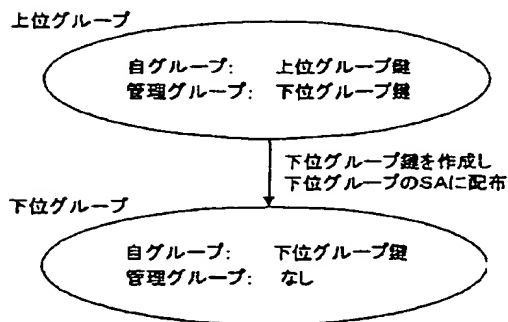 上位グループ
自グループ: 上位グループ鍵
管理グループ: 下位グループ鍵
下位グループ鍵を作成し
下位グループのSAに配布
下位グループ
自グループ: 下位グループ鍵
管理グループ: なし